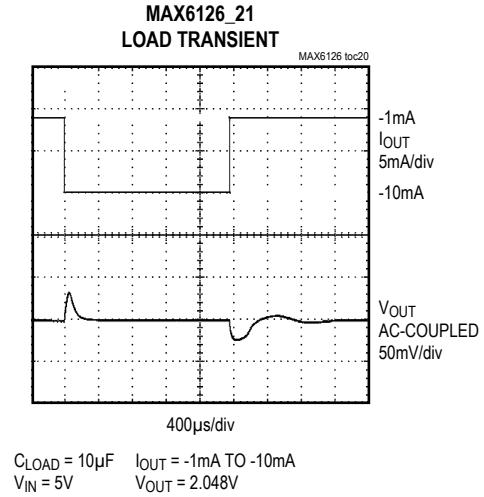 MAX6126_21
LOAD TRANSIENT
MAX6126 toc20
-1mA
IOUT
5mA/div
-10mA
VOUT
AC-COUPLED
50mV/div
400µs/div
CLOAD = 10µF IOUT = -1mA TO -10mA
VIN = 5V VOUT = 2.048V